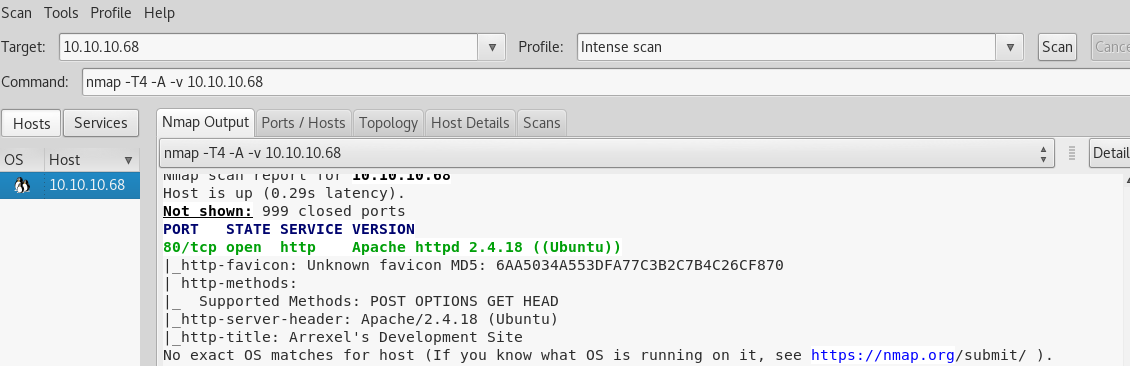 Scan Tools Profile Help
Target: 10.10.10.68 Profile: Intense scan Scan Cance
Command: nmap -T4 -A -v 10.10.10.68
Hosts Services Nmap Output Ports / Hosts Topology Host Details Scans
OS Host nmap -T4 -A -v 10.10.10.68 Detail
10.10.10.68
Nmap scan report for 10.10.10.68
Host is up (0.29s latency).
Not shown: 999 closed ports
PORT STATE SERVICE VERSION
80/tcp open http Apache httpd 2.4.18 ((Ubuntu))
|_http-favicon: Unknown favicon MD5: 6AA5034A553DFA77C3B2C7B4C26CF870
| http-methods:
|_ Supported Methods: POST OPTIONS GET HEAD
|_http-server-header: Apache/2.4.18 (Ubuntu)
|_http-title: Arrexel's Development Site
No exact OS matches for host (If you know what OS is running on it, see https://nmap.org/submit/ ).